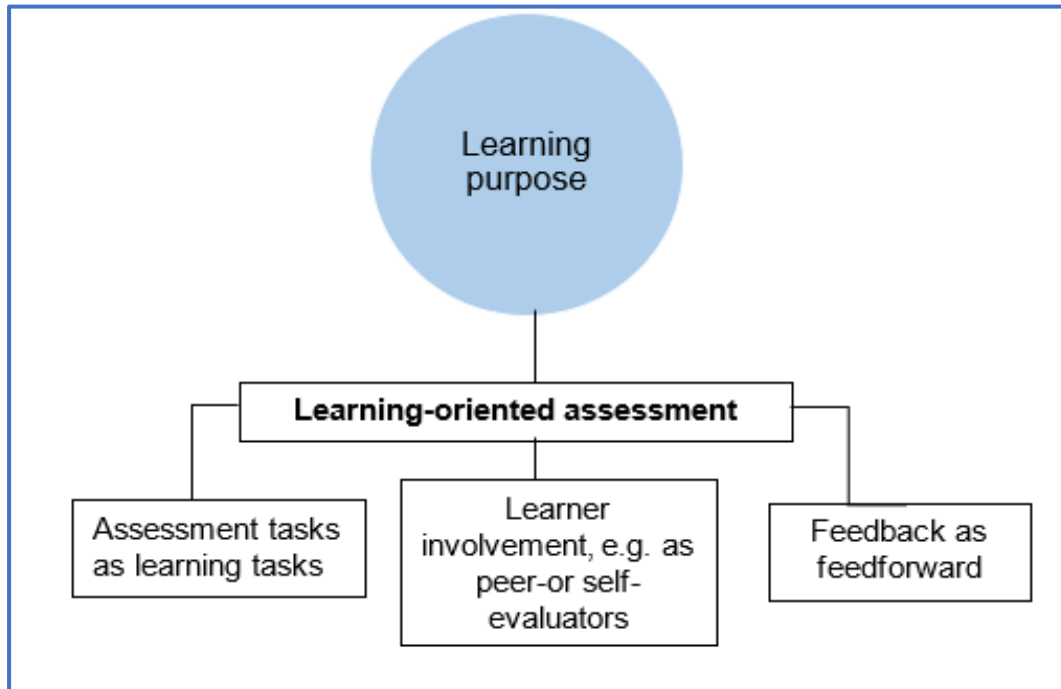 Learning
purpose
Learning-oriented assessment
Assessment tasks
as learning tasks
Learner
involvement, e.g. as
peer-or self-
evaluators
Feedback as
feedforward